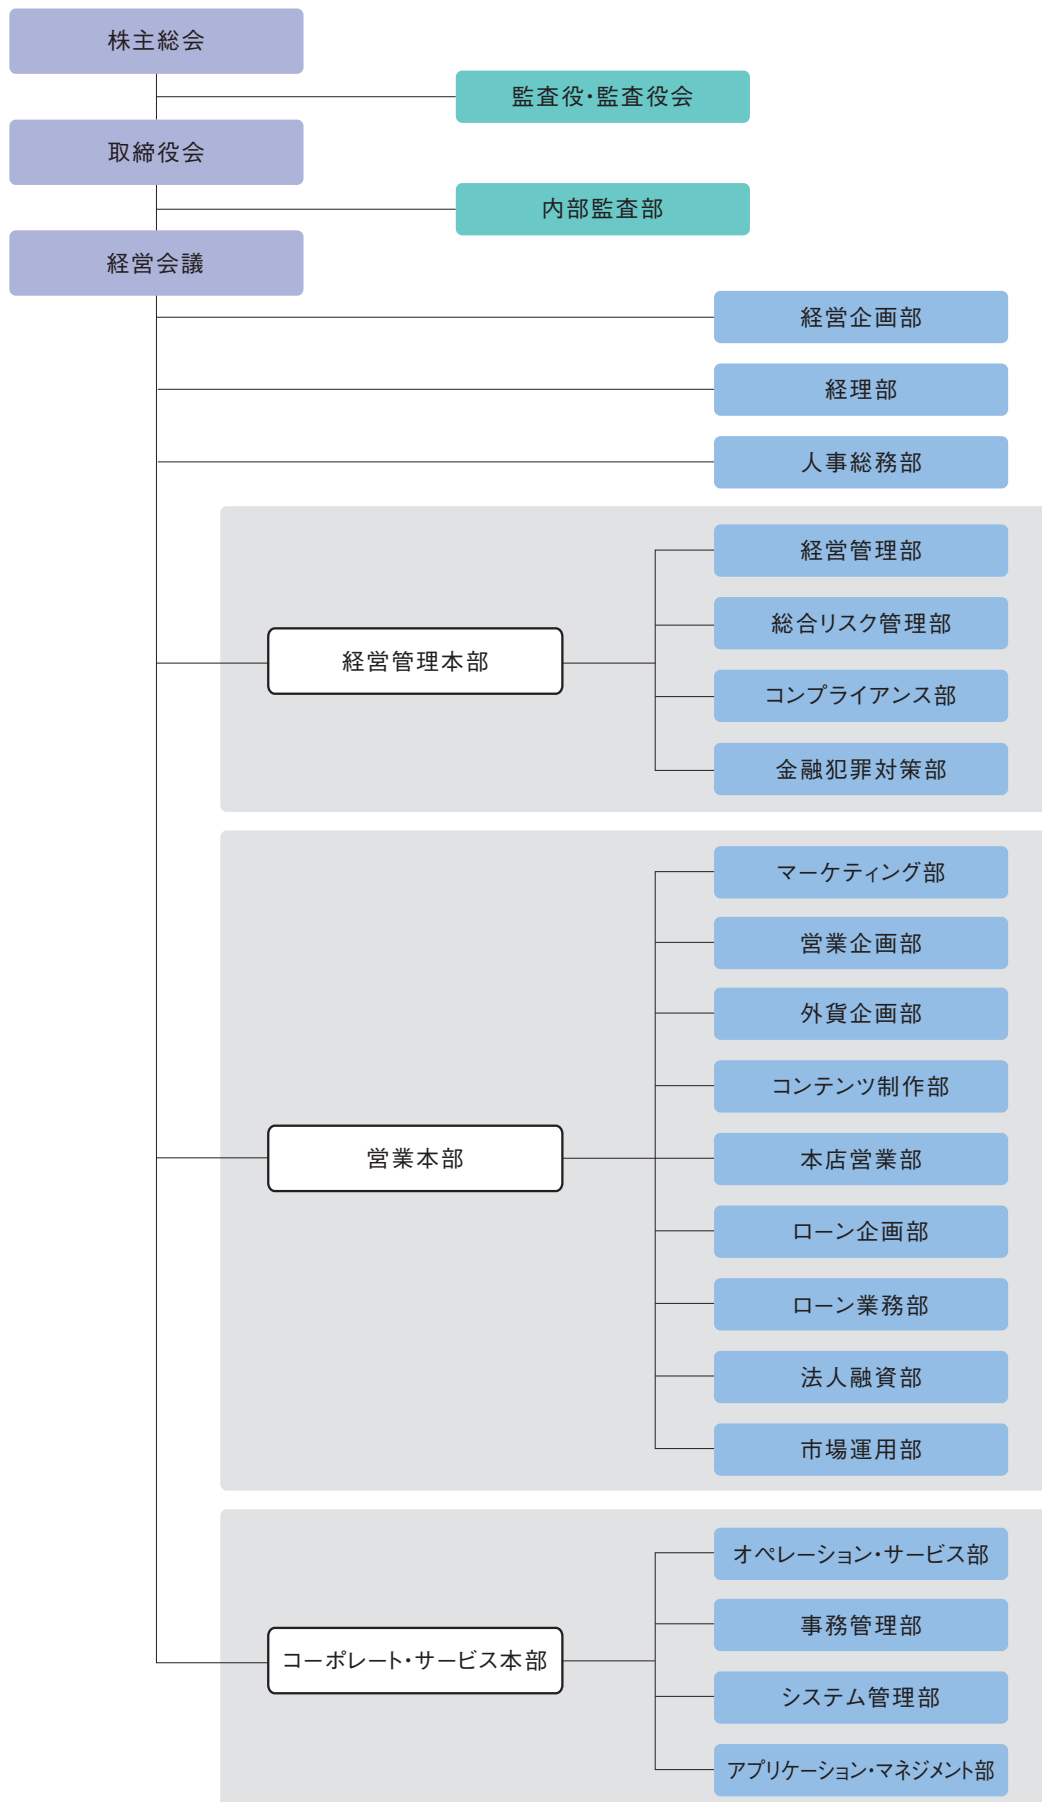 株主総会
監査役・監査役会
取締役会
内部監査部
経営会議
経営企画部
経理部
人事総務部
経営管理本部
経営管理部
総合リスク管理部
コンプライアンス部
金融犯罪対策部
営業本部
マーケティング部
営業企画部
外貨企画部
コンテンツ制作部
本店営業部
ローン企画部
ローン業務部
法人融資部
市場運用部
コーポレート・サービス本部
オペレーション・サービス部
事務管理部
システム管理部
アプリケーション・マネジメント部